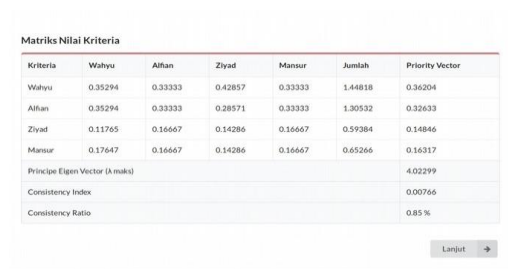 Matriks Nilai Kriteria
Kriteria Wahyu Alfian Ziyad Mansur Jumlah Priority Vector
Wahyu 0.35294 0.33333 0.42857 0.33333 1.44818 0.36204
Alfian 0.35294 0.33333 0.28571 0.33333 1.30532 0.32633
Ziyad 0.11765 0.16667 0.14286 0.16667 0.59384 0.14846
Mansur 0.17647 0.16667 0.14286 0.16667 0.65266 0.16317
Principe Eigen Vector (λ maks) 4.02299
Consistency Index 0.00766
Consistency Ratio 0.85 %
Lanjut →